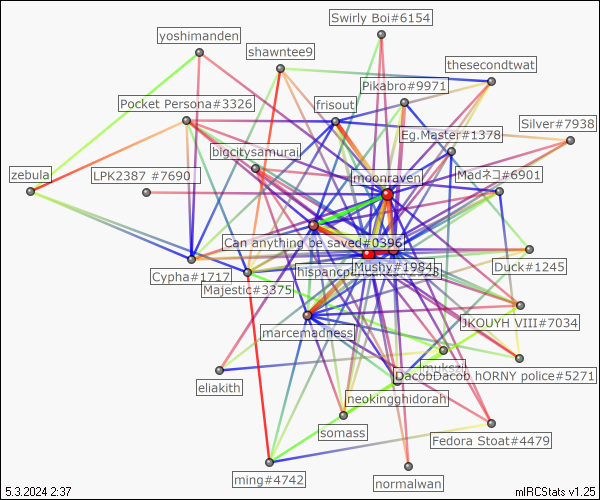 Swirly Boi#6154
yoshimanden
shawntee9
thesecondtwat
Pikabro#9971
Pocket Persona#3326
frisout
Silver#7938
Eg.Master#1378
bigcitysamurai
zebula
LPK2387 #7690
moonraven
Madネコ#6901
Can anything be saved#0396
Mushy#1984
Duck#1245
Cypha#1717
Majestic#3375
JKOUYH VIII#7034
marcemadness
DacobDacob hORNY police#5271
eliakith
neokingghidorah
somass
Fedora Stoat#4479
ming#4742
normalwan
5.3.2024 2:37
mIRCStats v1.25